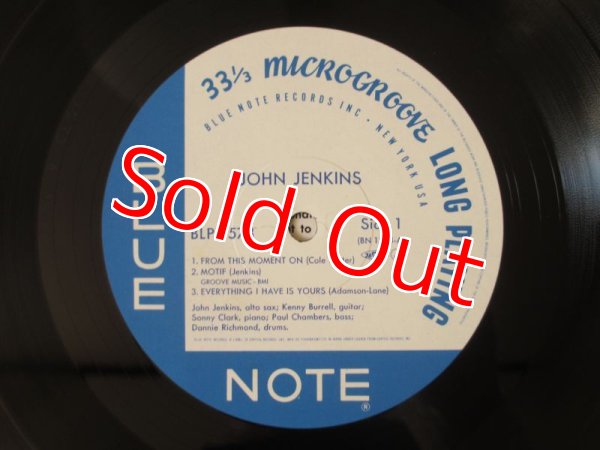 33⅓ MICROGROOVE LONG PLAYING
BLUE NOTE RECORDS INC · NEW YORK USA
BLUE
JOHN JENKINS
Sold Out
BLP
1
1. FROM THIS MOMENT ON
2. MOTIF (Jenkins)
GROOVE MUSIC - BMI
3. EVERYTHING I HAVE IS YOURS (Adamson-Lane)
John Jenkins, alto sax; Kenny Burrell, guitar;
Sonny Clark, piano; Paul Chambers, bass;
Dannie Richmond, drums.
NOTE ®